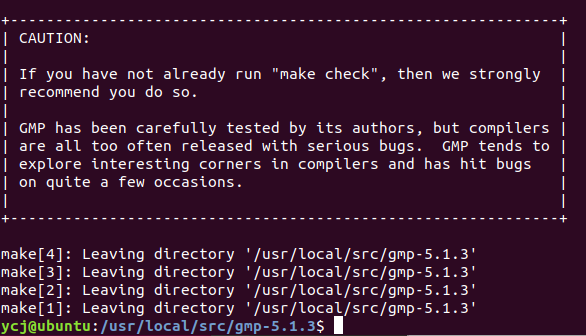 +-------------------------------------------------------------+
| CAUTION:                                                    |
|                                                             |
| If you have not already run "make check", then we strongly  |
| recommend you do so.                                        |
|                                                             |
| GMP has been carefully tested by its authors, but compilers |
| are all too often released with serious bugs.  GMP tends to |
| explore interesting corners in compilers and has hit bugs   |
| on quite a few occasions.                                   |
|                                                             |
+-------------------------------------------------------------+
make[4]: Leaving directory '/usr/local/src/gmp-5.1.3'
make[3]: Leaving directory '/usr/local/src/gmp-5.1.3'
make[2]: Leaving directory '/usr/local/src/gmp-5.1.3'
make[1]: Leaving directory '/usr/local/src/gmp-5.1.3'
ycj@ubuntu:/usr/local/src/gmp-5.1.3$